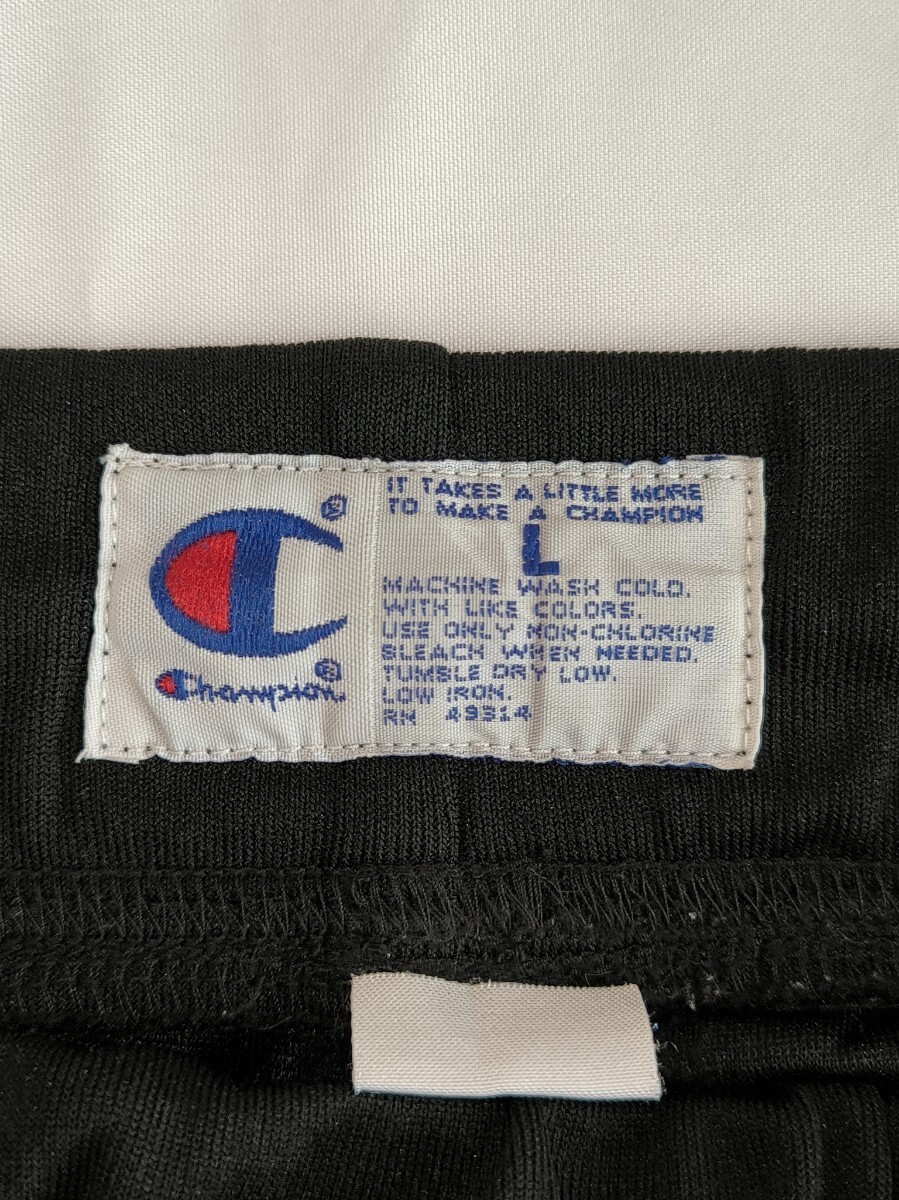 Champion
IT TAKES A LITTLE MORE
TO MAKE A CHAMPION
L
MACHINE WASH COLD.
WITH LIKE COLORS.
USE ONLY NON-CHLORINE
BLEACH WHEN NEEDED.
TUMBLE DRY LOW.
LOW IRON.
RN 49314